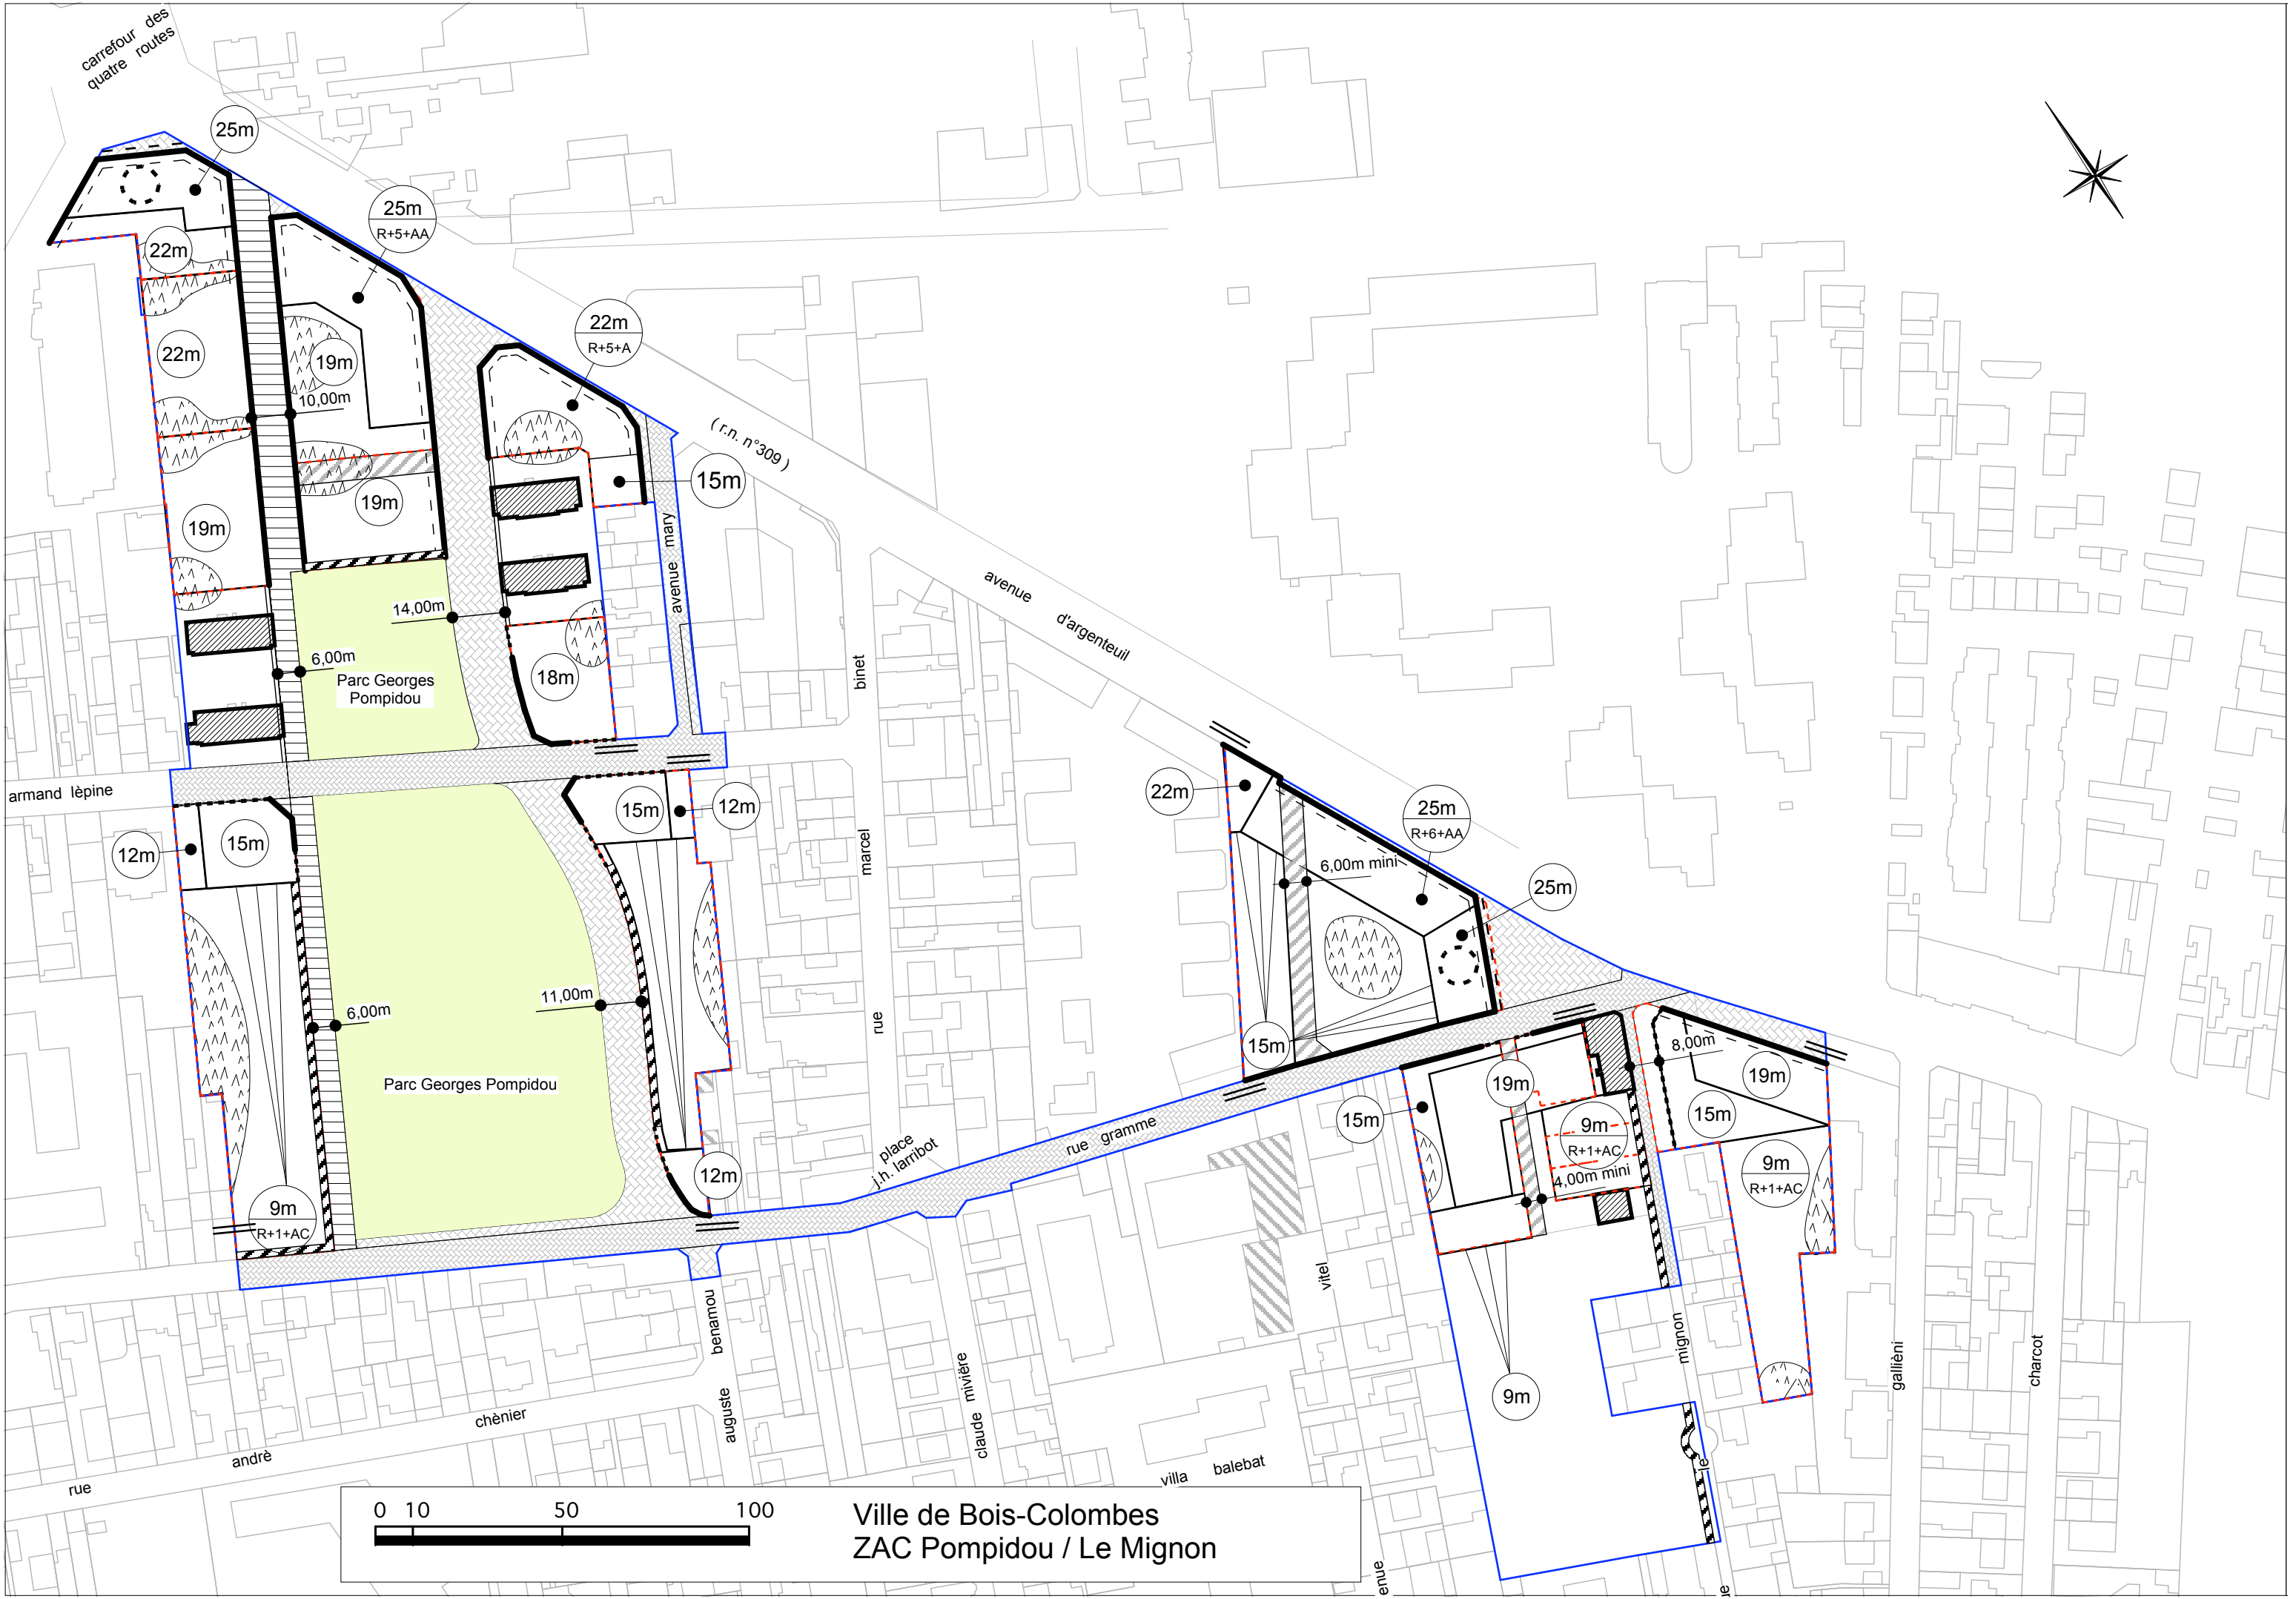 carrefour des
quatre routes
25m
25m
R+5+AA
22m
22m
19m
10,00m
22m
R+5+A
( r.n. n°309 )
15m
19m
19m
avenue mary
avenue d'argenteuil
14,00m
6,00m
Parc Georges
Pompidou
18m
binet
armand lèpine
12m
15m
15m
12m
marcel
rue
22m
25m
R+6+AA
6,00m mini
25m
6,00m
11,00m
15m
8,00m
19m
19m
15m
15m
Parc Georges Pompidou
9m
R+1+AC
4,00m mini
9m
R+1+AC
place
j.h. larribot
rue gramme
12m
9m
R+1+AC
vitel
mignon
gallièni
charcot
benamou
auguste
claude mivière
9m
chènier
andrè
rue
villa balebat
le
enue
ue
0 10 50 100
Ville de Bois-Colombes
ZAC Pompidou / Le Mignon